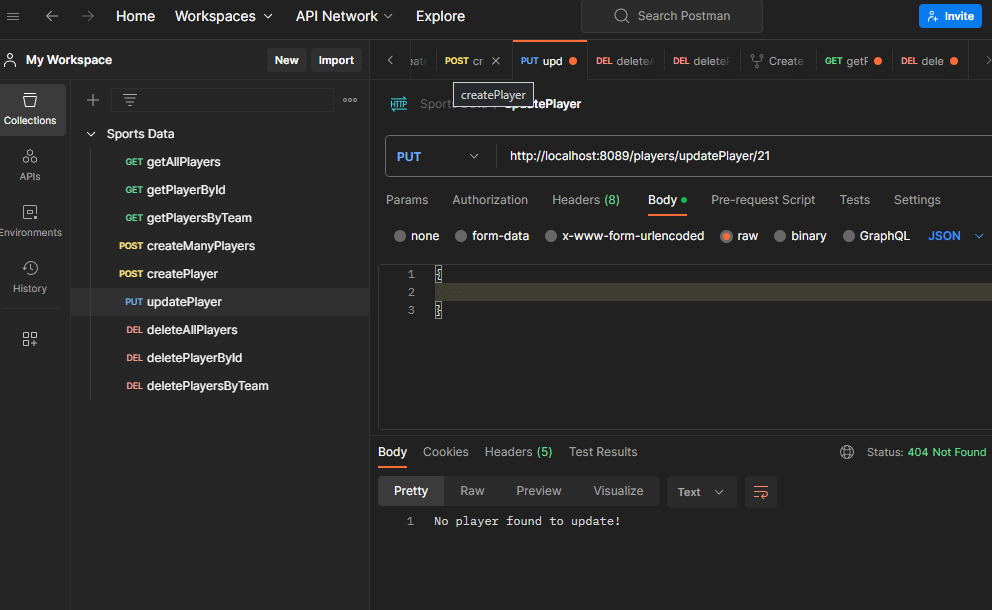 Home Workspaces API Network Explore Search Postman Invite
My Workspace New Import
POST cr PUT upd DEL delete DEL delete Create GET getF DEL dele
createPlayer
Collections
APIs
Environments
History
Sports Data
GET getAllPlayers
GET getPlayerById
GET getPlayersByTeam
POST createManyPlayers
POST createPlayer
PUT updatePlayer
DEL deleteAllPlayers
DEL deletePlayerById
DEL deletePlayersByTeam
HTTP Sports updatePlayer
PUT http://localhost:8089/players/updatePlayer/21
Params Authorization Headers (8) Body Pre-request Script Tests Settings
none form-data x-www-form-urlencoded raw binary GraphQL JSON
1 {
2
3 }
Body Cookies Headers (5) Test Results Status: 404 Not Found
Pretty Raw Preview Visualize Text
1 No player found to update!